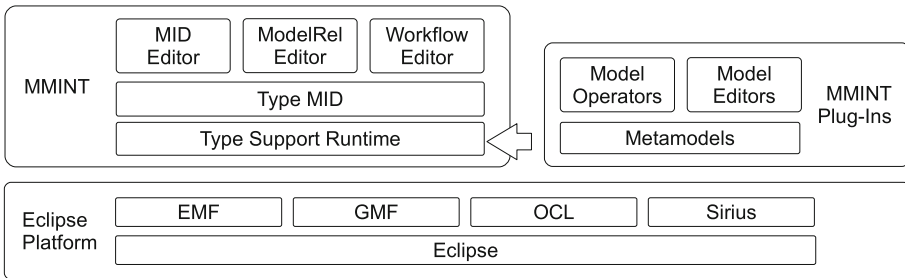 MMINT
MID
Editor
ModelRel
Editor
Workflow
Editor
Type MID
Type Support Runtime
Model
Operators
Model
Editors
Metamodels
MMINT
Plug-Ins
Eclipse
Platform
EMF
GMF
OCL
Sirius
Eclipse